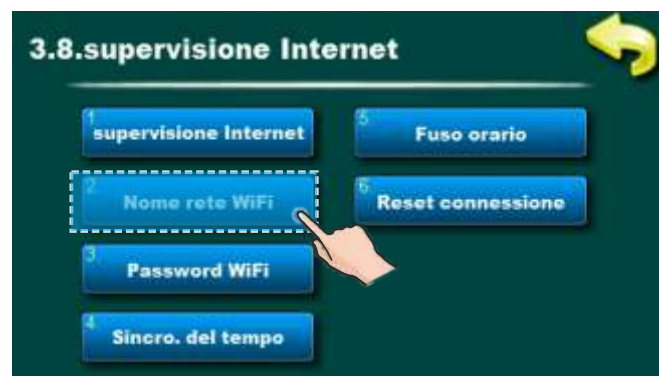 3.8.supervisione Internet
1
supervisione Internet
2
Nome rete WiFi
3
Password WiFi
4
Sincro. del tempo
5
Fuso orario
6
Reset connessione